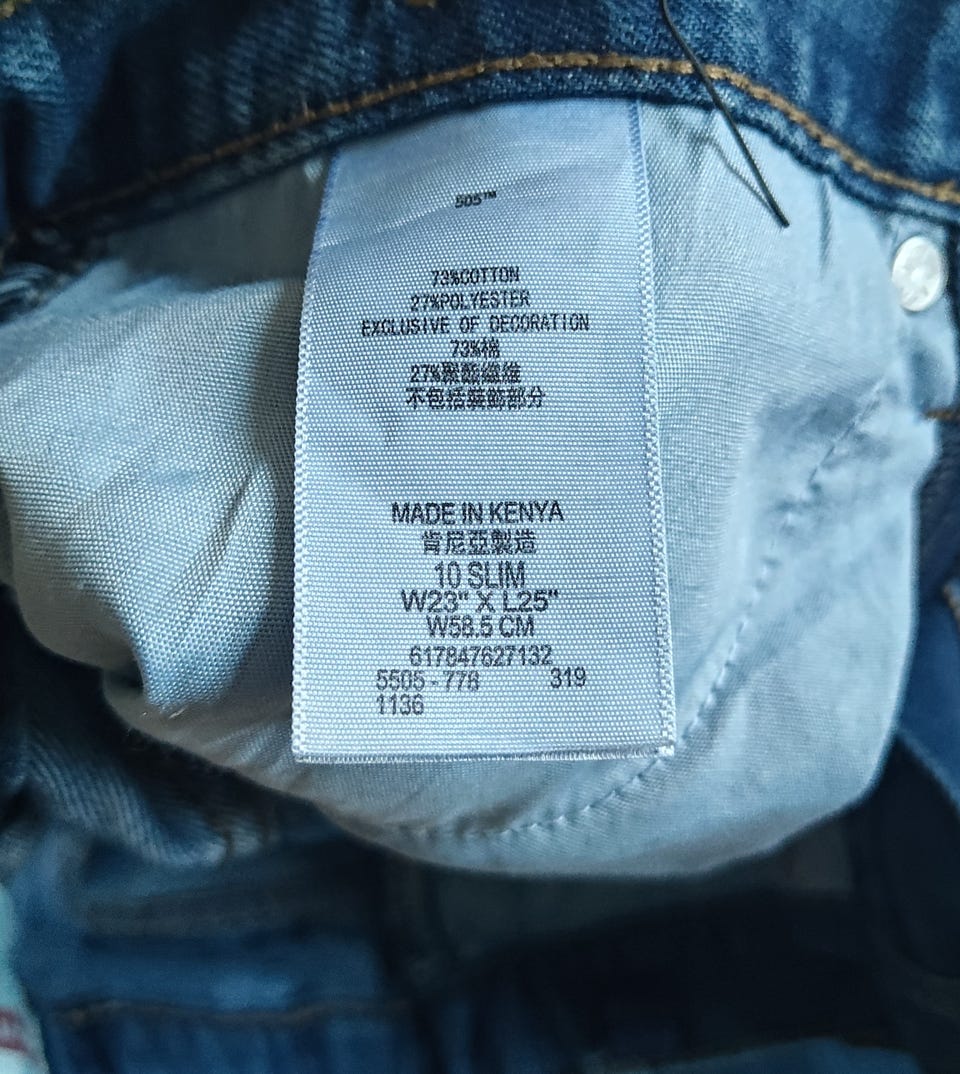 505™
73%COTTON
27%POLYESTER
EXCLUSIVE OF DECORATION
73%棉
27%聚酯纖維
不包括裝飾部分
MADE IN KENYA
肯尼亞製造
10 SLIM
W23" X L25"
W58.5 CM
617847627132
5505 - 778 319
1136